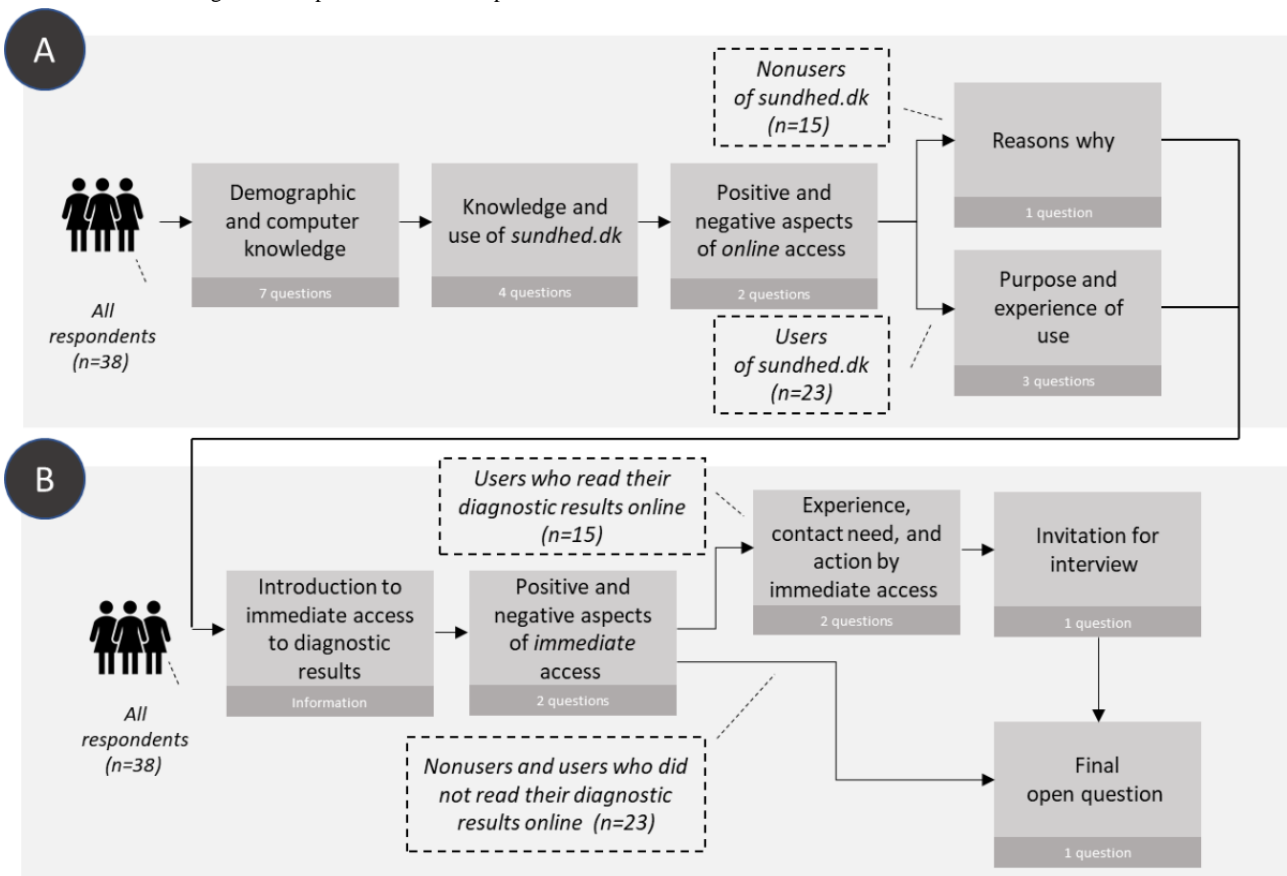 A
All
respondents
(n=38)
Demographic
and computer
knowledge
7 questions
Knowledge and
use of sundhed.dk
4 questions
Positive and
negative aspects
of online access
2 questions
Nonusers
of sundhed.dk
(n=15)
Reasons why
1 question
Users
of sundhed.dk
(n=23)
Purpose and
experience of
use
3 questions
B
All
respondents
(n=38)
Introduction to
immediate access
to diagnostic
results
Information
Positive and
negative aspects
of immediate
access
2 questions
Users who read their
diagnostic results online
(n=15)
Experience,
contact need, and
action by
immediate access
2 questions
Invitation for
interview
1 question
Nonusers and users who did
not read their diagnostic
results online (n=23)
Final
open question
1 question